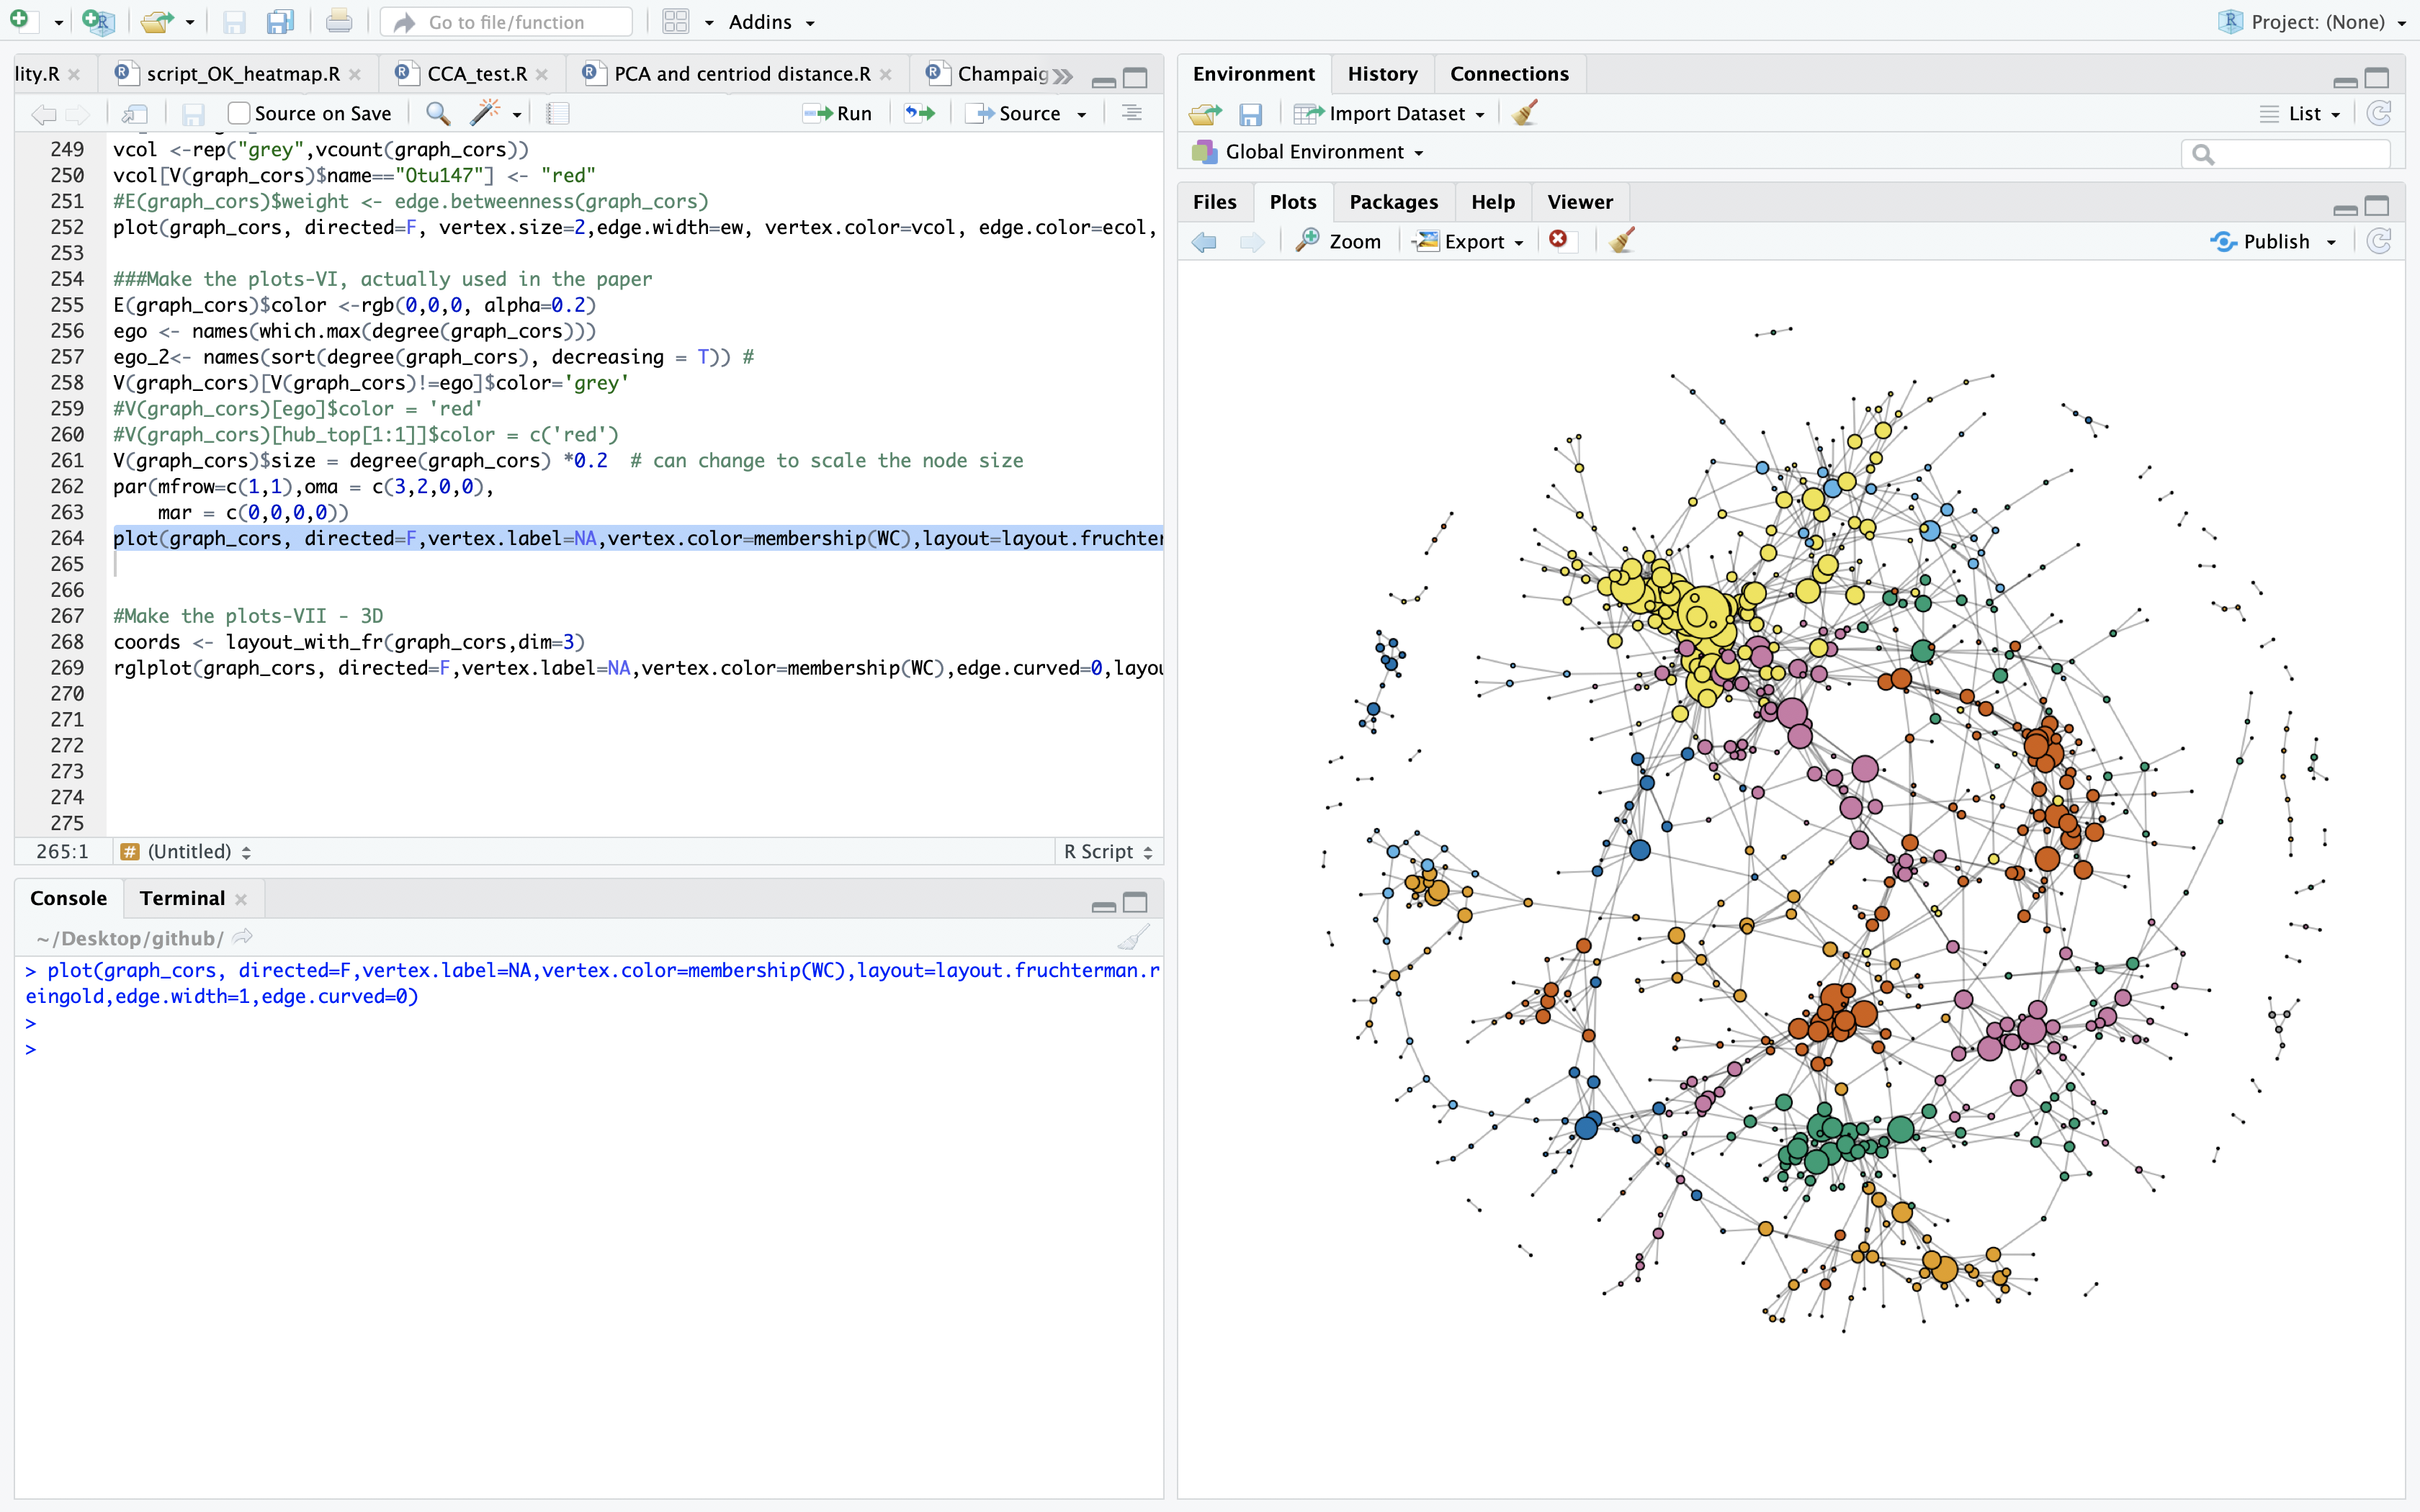 Go to file/function
Addins
Project: (None)
lity.R
script_OK_heatmap.R
CCA_test.R
PCA and centriod distance.R
Champaig
Source on Save
Run
Source
249 vcol <-rep("grey",vcount(graph_cors))
250 vcol[V(graph_cors)$name=="Otu147"] <- "red"
251 #E(graph_cors)$weight <- edge.betweenness(graph_cors)
252 plot(graph_cors, directed=F, vertex.size=2,edge.width=ew, vertex.color=vcol, edge.color=ecol,
253
254 ###Make the plots-VI, actually used in the paper
255 E(graph_cors)$color <-rgb(0,0,0, alpha=0.2)
256 ego <- names(which.max(degree(graph_cors)))
257 ego_2<- names(sort(degree(graph_cors), decreasing = T)) #
258 V(graph_cors)[V(graph_cors)!=ego]$color='grey'
259 #V(graph_cors)[ego]$color = 'red'
260 #V(graph_cors)[hub_top[1:1]]$color = c('red')
261 V(graph_cors)$size = degree(graph_cors) *0.2  # can change to scale the node size
262 par(mfrow=c(1,1),oma = c(3,2,0,0),
263     mar = c(0,0,0,0))
264 plot(graph_cors, directed=F,vertex.label=NA,vertex.color=membership(WC),layout=layout.fruchter
265
266
267 #Make the plots-VII - 3D
268 coords <- layout_with_fr(graph_cors,dim=3)
269 rglplot(graph_cors, directed=F,vertex.label=NA,vertex.color=membership(WC),edge.curved=0,layou
270
271
272
273
274
275
265:1 # (Untitled) R Script
Console
Terminal
~/Desktop/github/
> plot(graph_cors, directed=F,vertex.label=NA,vertex.color=membership(WC),layout=layout.fruchterman.r
eingold,edge.width=1,edge.curved=0)
>
>
Environment
History
Connections
Import Dataset
List
Global Environment
Files
Plots
Packages
Help
Viewer
Zoom
Export
Publish